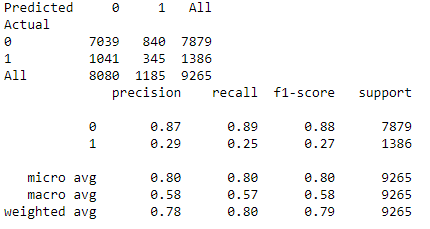 Predicted 0 1 All
Actual
0 7039 840 7879
1 1041 345 1386
All 8080 1185 9265
precision recall f1-score support
0 0.87 0.89 0.88 7879
1 0.29 0.25 0.27 1386
micro avg 0.80 0.80 0.80 9265
macro avg 0.58 0.57 0.58 9265
weighted avg 0.78 0.80 0.79 9265